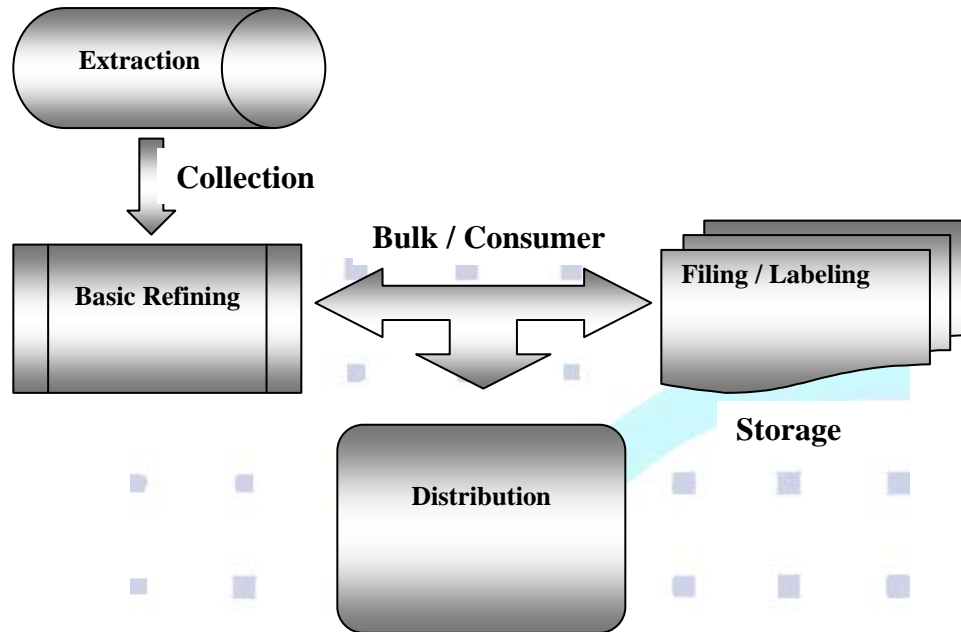 Extraction
Collection
Bulk / Consumer
Basic Refining
Filing / Labeling
Storage
Distribution